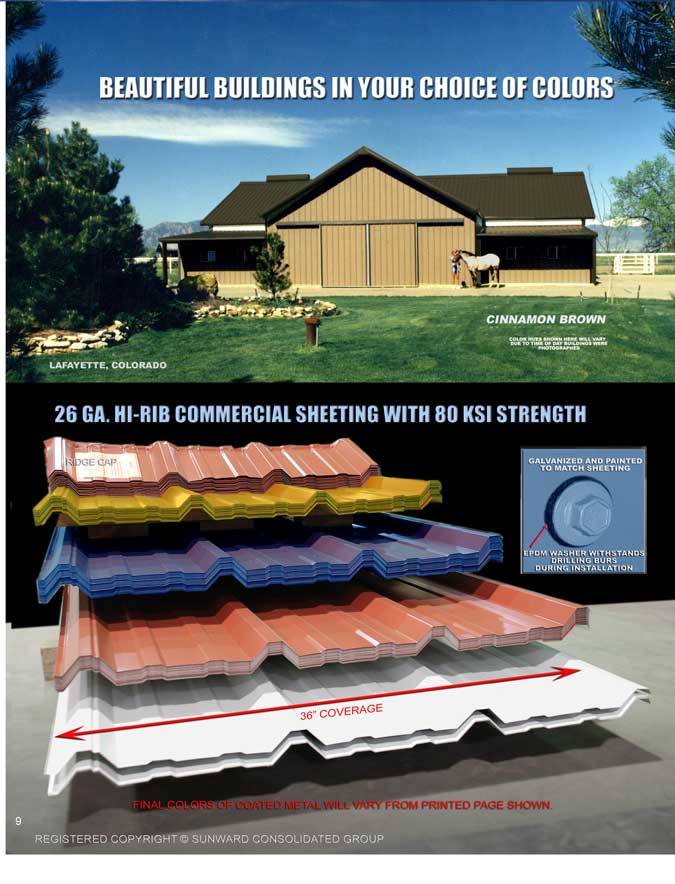 BEAUTIFUL BUILDINGS IN YOUR CHOICE OF COLORS
CINNAMON BROWN
COLOR HUES SHOWN HERE WILL VARY
DUE TO TIME OF DAY BUILDINGS WERE
PHOTOGRAPHED
LAFAYETTE, COLORADO
26 GA. HI-RIB COMMERCIAL SHEETING WITH 80 KSI STRENGTH
RIDGE CAP
GALVANIZED AND PAINTED
TO MATCH SHEETING
EPDM WASHER WITHSTANDS
DRILLING BURS
DURING INSTALLATION
36" COVERAGE
FINAL COLORS OF COATED METAL WILL VARY FROM PRINTED PAGE SHOWN.
9
REGISTERED COPYRIGHT © SUNWARD CONSOLIDATED GROUP